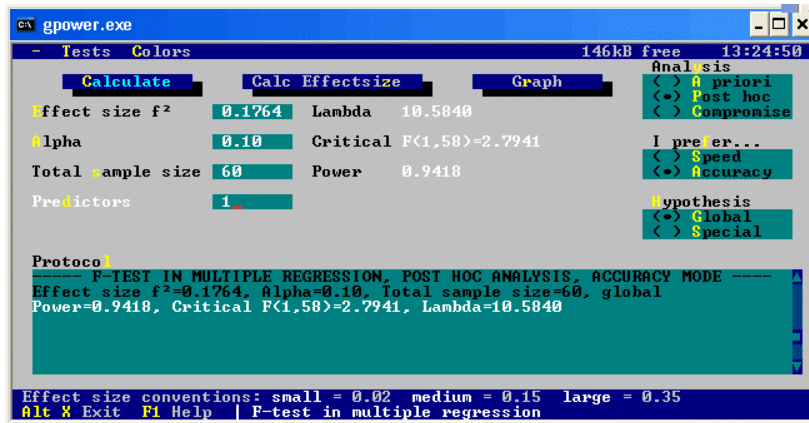 gpower.exe
- Tests Colors 146kB free 13:24:50
Calculate Calc Effectsize Graph
Effect size f² 0.1764 Lambda 10.5840
Alpha 0.10 Critical F(1,58)=2.7941
Total sample size 60 Power 0.9418
Predictors 1_
Analysis
( ) A priori
(•) Post hoc
( ) Compromise
I prefer...
( ) Speed
(•) Accuracy
Hypothesis
(•) Global
( ) Special
Protocol
----- F-TEST IN MULTIPLE REGRESSION, POST HOC ANALYSIS, ACCURACY MODE ----
Effect size f²=0.1764, Alpha=0.10, Total sample size=60, global
Power=0.9418, Critical F(1,58)=2.7941, Lambda=10.5840
Effect size conventions: small = 0.02 medium = 0.15 large = 0.35
Alt X Exit F1 Help | F-test in multiple regression